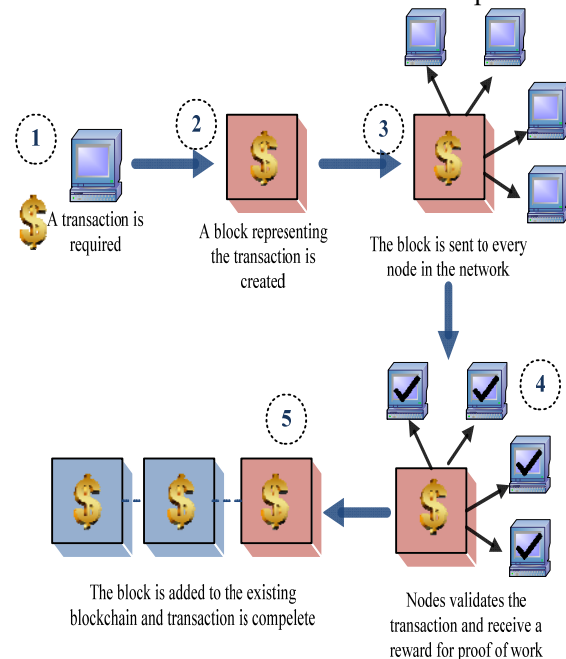 1
2
3
$
$
$
A transaction is
required
A block representing
the transaction is
created
The block is sent to every
node in the network
4
5
$
$
$
$
Nodes validates the
transaction and receive a
reward for proof of work
The block is added to the existing
blockchain and transaction is compelete